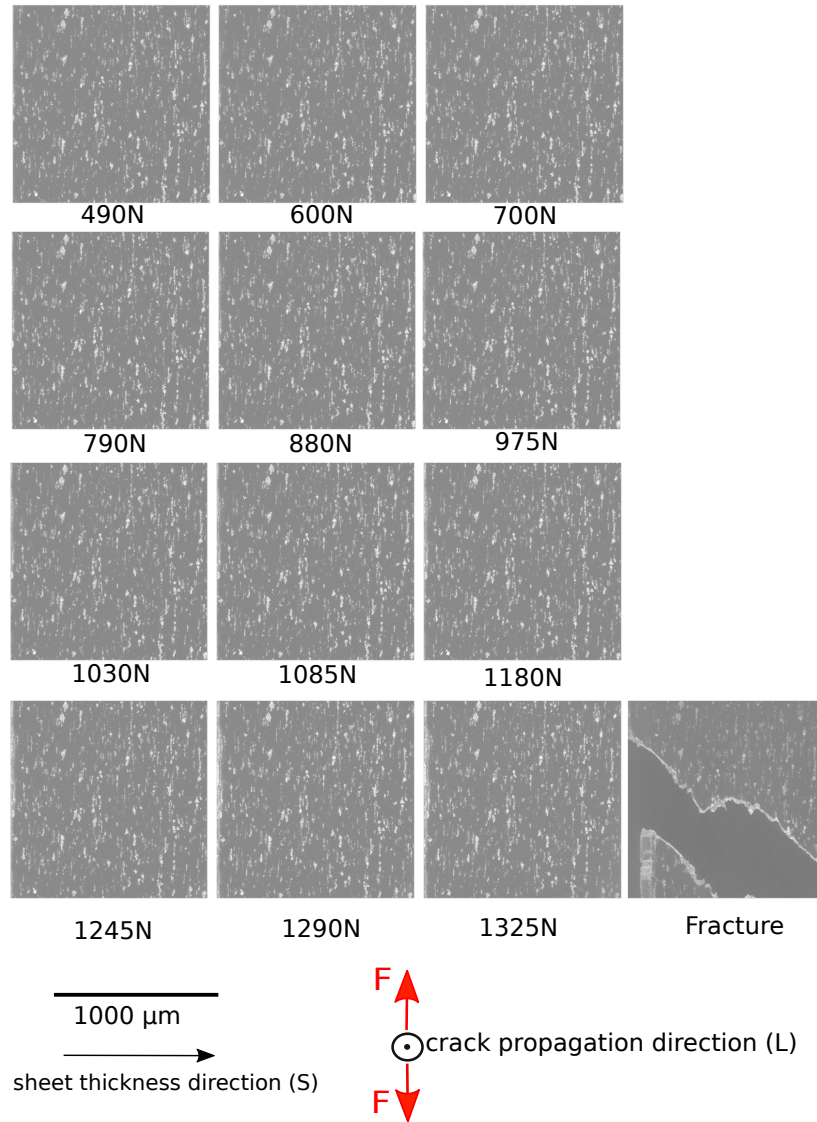 490N 600N 700N
790N 880N 975N
1030N 1085N 1180N
1245N 1290N 1325N Fracture
1000 μm
sheet thickness direction (S)
F
crack propagation direction (L)
F